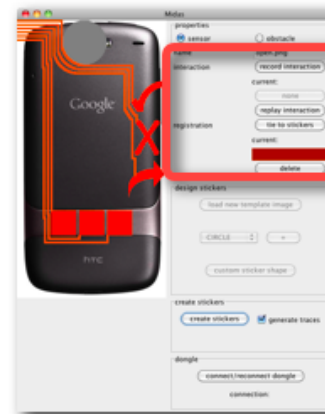 Midas
properties
sensor
obstacle
name
open.png
interaction
record interaction
current:
none
replay interaction
registration
tie to stickers
current:
delete
design stickers
load new template image
CIRCLE
+
custom sticker shape
create stickers
create stickers
generate traces
dongle
connect/reconnect dongle
connection:
Google
hTC